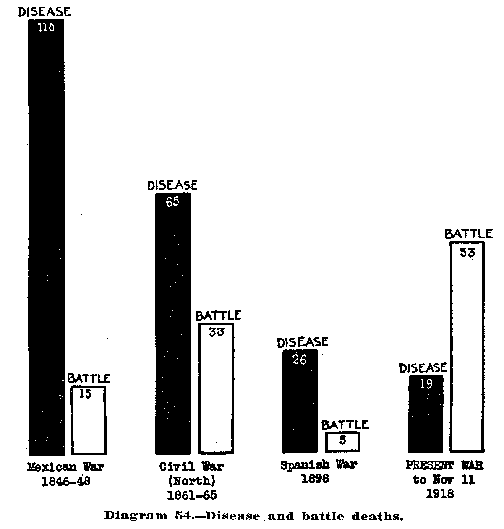 DISEASE
110
BATTLE
15
Mexican War
1846-48
DISEASE
65
BATTLE
33
Civil War
(North)
1861-65
DISEASE
26
BATTLE
5
Spanish War
1898
DISEASE
19
BATTLE
53
PRESENT WAR
to Nov 11
1918
Diagram 54.—Disease and battle deaths.